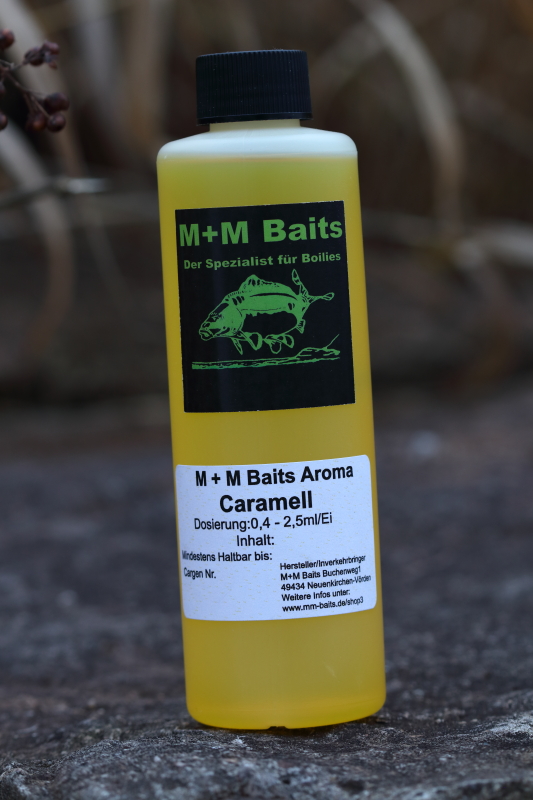 M+M Baits
Der Spezialist für Boilies
M + M Baits Aroma
Caramell
Dosierung:0,4 - 2,5ml/Ei
Inhalt:
Mindestens Haltbar bis:
Cargen Nr.
Hersteller/Inverkehrbringer
M+M Baits Buchenweg1
49434 Neuenkirchen-Vörden
Weitere Infos unter:
www.mm-baits.de/shop3